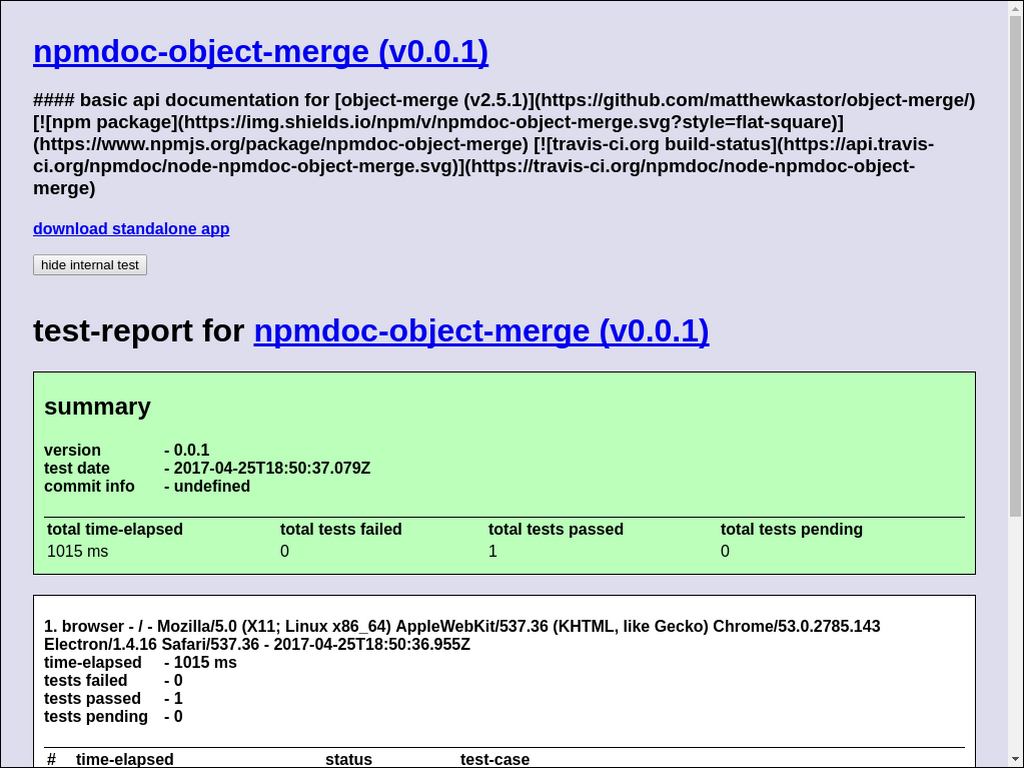 npmdoc-object-merge (v0.0.1)
#### basic api documentation for [object-merge (v2.5.1)](https://github.com/matthewkastor/object-merge/)
[![npm package](https://img.shields.io/npm/v/npmdoc-object-merge.svg?style=flat-square)]
(https://www.npmjs.org/package/npmdoc-object-merge) [![travis-ci.org build-status](https://api.travis-
ci.org/npmdoc/node-npmdoc-object-merge.svg)](https://travis-ci.org/npmdoc/node-npmdoc-object-
merge)
download standalone app
hide internal test
test-report for npmdoc-object-merge (v0.0.1)
summary
version - 0.0.1
test date - 2017-04-25T18:50:37.079Z
commit info - undefined
total time-elapsed total tests failed total tests passed total tests pending
1015 ms 0 1 0
1. browser - / - Mozilla/5.0 (X11; Linux x86_64) AppleWebKit/537.36 (KHTML, like Gecko) Chrome/53.0.2785.143
Electron/1.4.16 Safari/537.36 - 2017-04-25T18:50:36.955Z
time-elapsed - 1015 ms
tests failed - 0
tests passed - 1
tests pending - 0
# time-elapsed status test-case